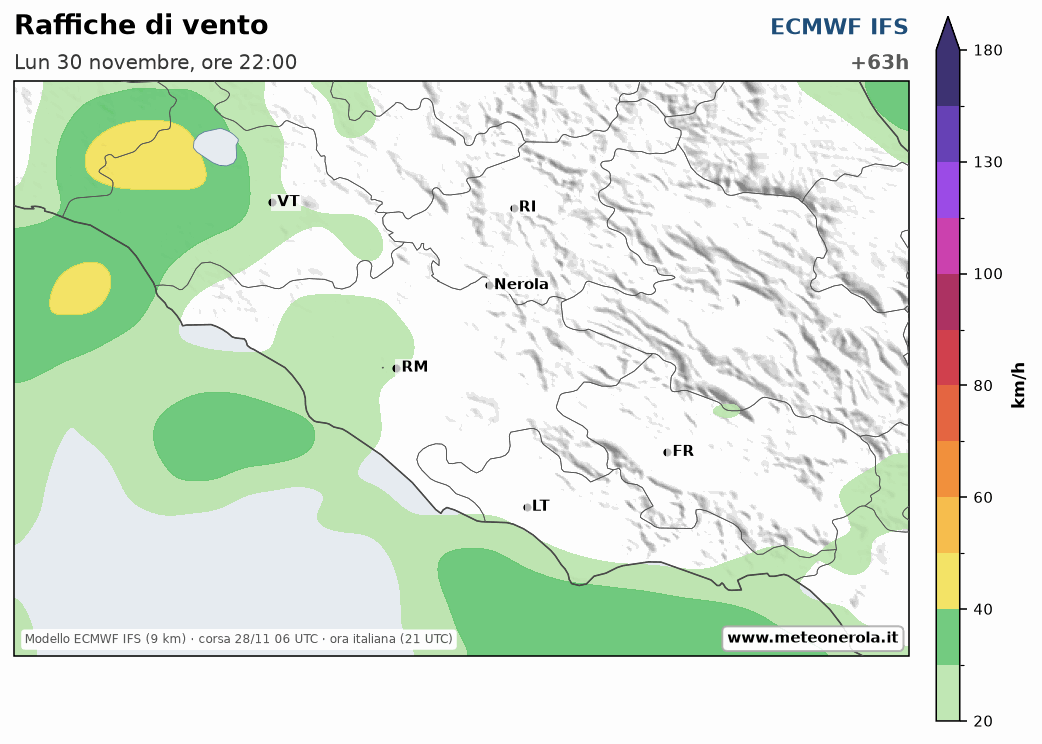 Raffiche di vento
ECMWF IFS
Lun 30 novembre, ore 22:00
+63h
VT
RI
Nerola
RM
FR
LT
Modello ECMWF IFS (9 km) · corsa 28/11 06 UTC · ora italiana (21 UTC)
www.meteonerola.it
180
130
100
80
60
40
20
km/h